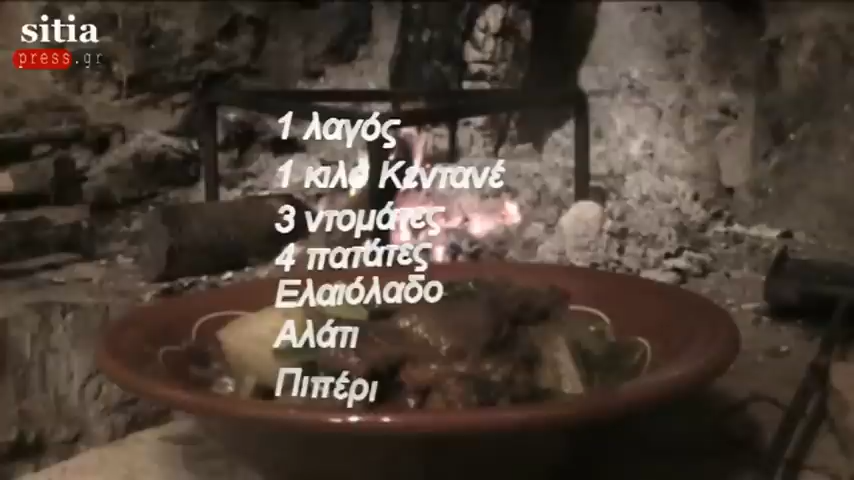 sitia
press.gr
1 λαγός
1 κιλό Κεντανέ
3 ντομάτες
4 πατάτες
Ελαιόλαδο
Αλάτι
Πιπέρι